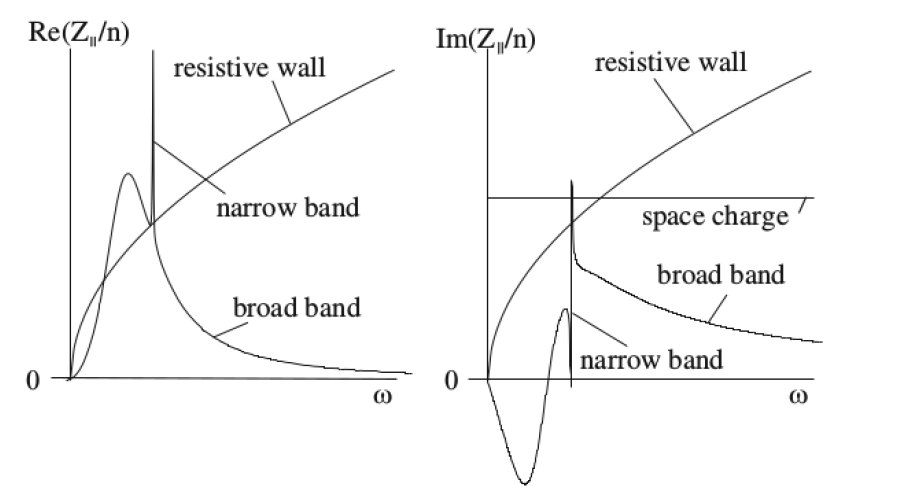 Re(Z||/n)
resistive wall
narrow band
broad band
0
ω
Im(Z||/n)
resistive wall
space charge
broad band
narrow band
0
ω